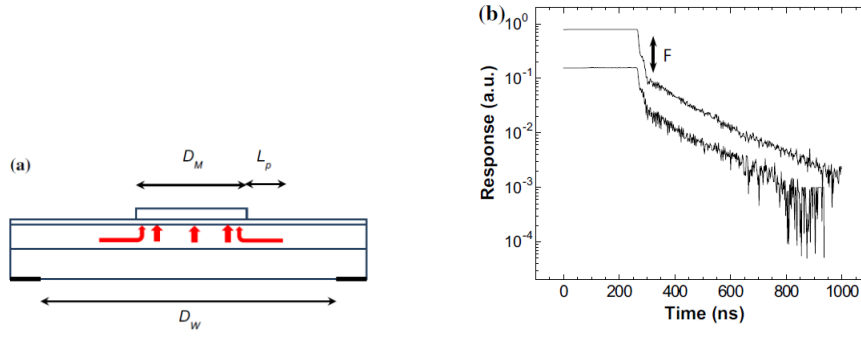 (a)
D_M
L_p
D_W
(b)
Response (a.u.)
10^0
10^-1
10^-2
10^-3
10^-4
F
0 200 400 600 800 1000
Time (ns)